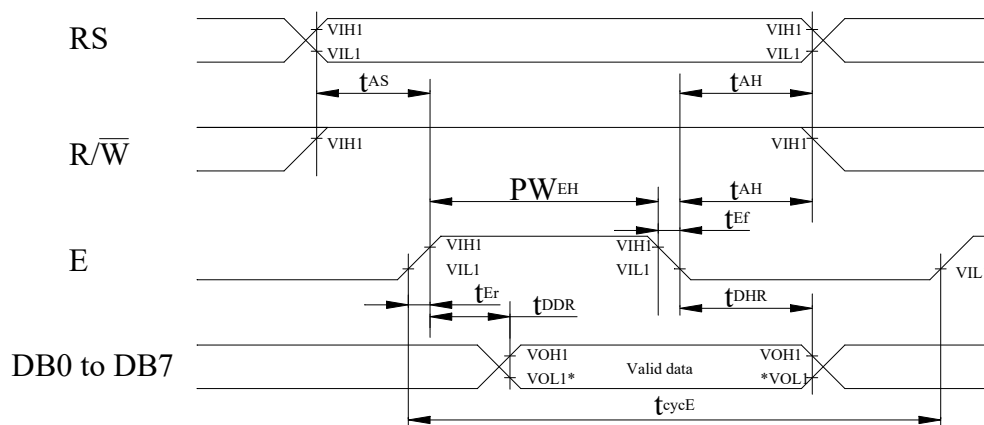 RS
VIH1
VIL1
VIH1
VIL1
tAS
tAH
R/W̅
VIH1
VIH1
PWEH
tAH
tEf
E
VIH1
VIL1
VIH1
VIL1
VIL
tEr
tDDR
tDHR
DB0 to DB7
VOH1
VOL1*
Valid data
VOH1
*VOL1
tcycE